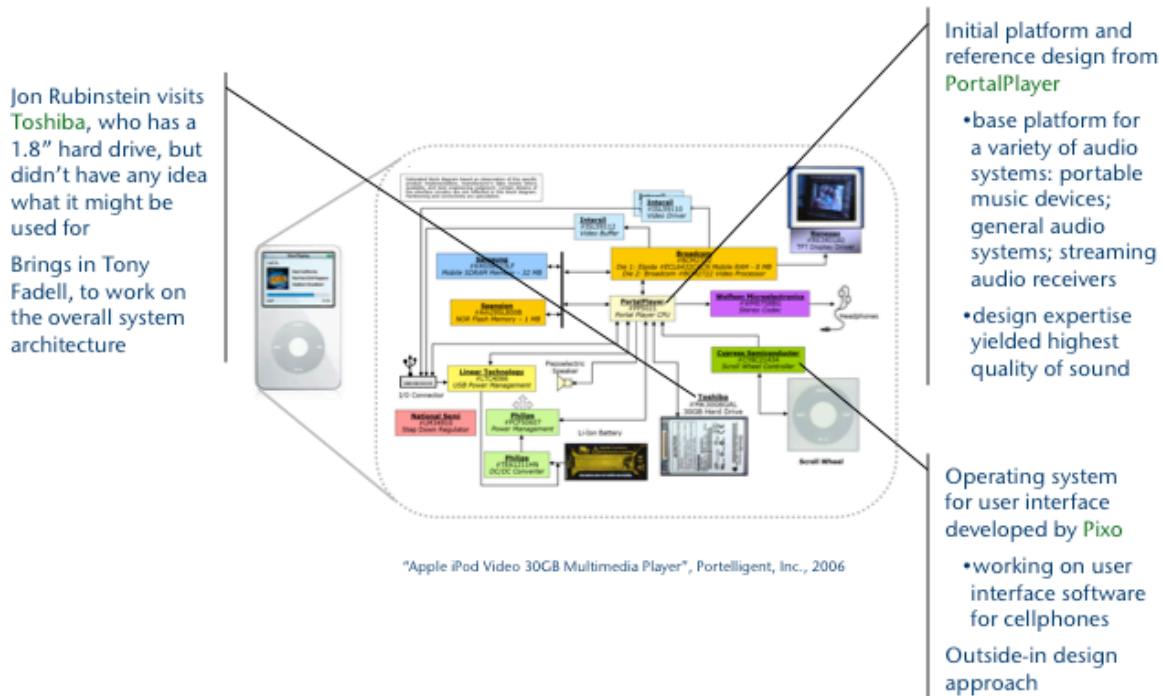 Jon Rubinstein visits
Toshiba, who has a
1.8” hard drive, but
didn’t have any idea
what it might be
used for
Brings in Tony
Fadell, to work on
the overall system
architecture
Initial platform and
reference design from
PortalPlayer
•base platform for
a variety of audio
systems: portable
music devices;
general audio
systems; streaming
audio receivers
•design expertise
yielded highest
quality of sound
Operating system
for user interface
developed by Pixo
•working on user
interface software
for cellphones
Outside-in design
approach
Intersil
Video Driver
Intersil
Video Buffer
TFT Display Driver
Mobile SDRAM Memory - 32 MB
Broadcom
Spansion
NOR Flash Memory - 1 MB
PortalPlayer
Portal Player CPU
Wolfson Microelectronics
Stereo Codec
Headphones
Cypress Semiconductor
Scroll Wheel Controller
Linear Technology
USB Power Management
Piezoelectric
Speaker
I/O Connector
National Semi
Step Down Regulator
Philips
Power Management
Philips
DC/DC Converter
Li-Ion Battery
Toshiba
30GB Hard Drive
Scroll Wheel
“Apple iPod Video 30GB Multimedia Player”, Portelligent, Inc., 2006